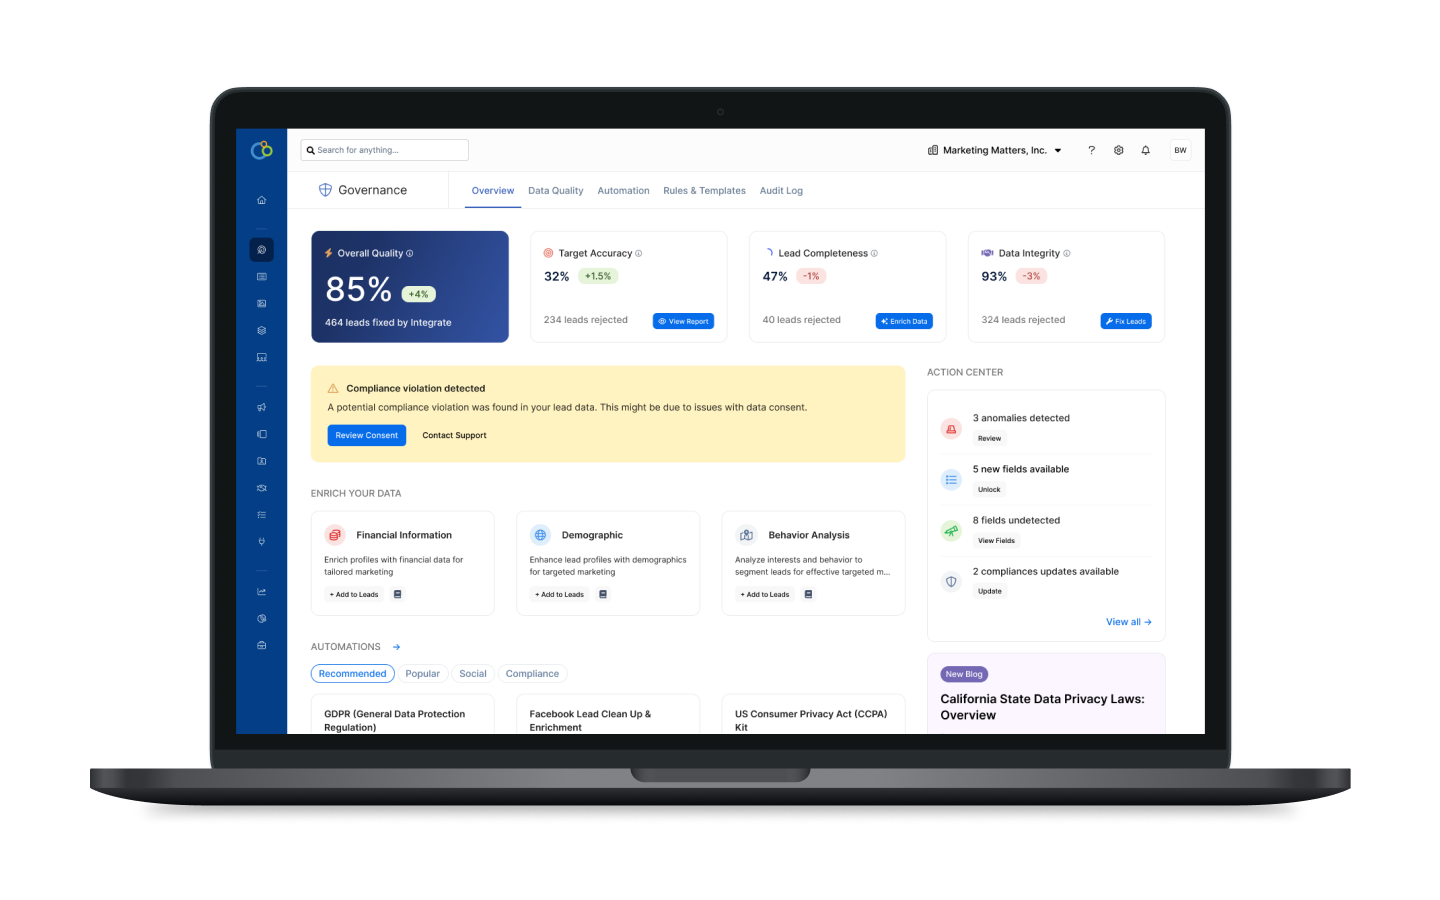 Search for anything...
Marketing Matters, Inc.
?
BW
Governance
Overview
Data Quality
Automation
Rules & Templates
Audit Log
Overall Quality
85% +4%
464 leads fixed by Integrate
Target Accuracy
32% +1.5%
234 leads rejected
View Report
Lead Completeness
47% -1%
40 leads rejected
Enrich Data
Data Integrity
93% -3%
324 leads rejected
Fix Leads
Compliance violation detected
A potential compliance violation was found in your lead data. This might be due to issues with data consent.
Review Consent
Contact Support
ENRICH YOUR DATA
Financial Information
Enrich profiles with financial data for
tailored marketing
+ Add to Leads
Demographic
Enhance lead profiles with demographics
for targeted marketing
+ Add to Leads
Behavior Analysis
Analyze interests and behavior to
segment leads for effective targeted m...
+ Add to Leads
AUTOMATIONS
Recommended
Popular
Social
Compliance
GDPR (General Data Protection
Regulation)
Facebook Lead Clean Up &
Enrichment
US Consumer Privacy Act (CCPA)
Kit
ACTION CENTER
3 anomalies detected
Review
5 new fields available
Unlock
8 fields undetected
View Fields
2 compliances updates available
Update
View all
New Blog
California State Data Privacy Laws:
Overview